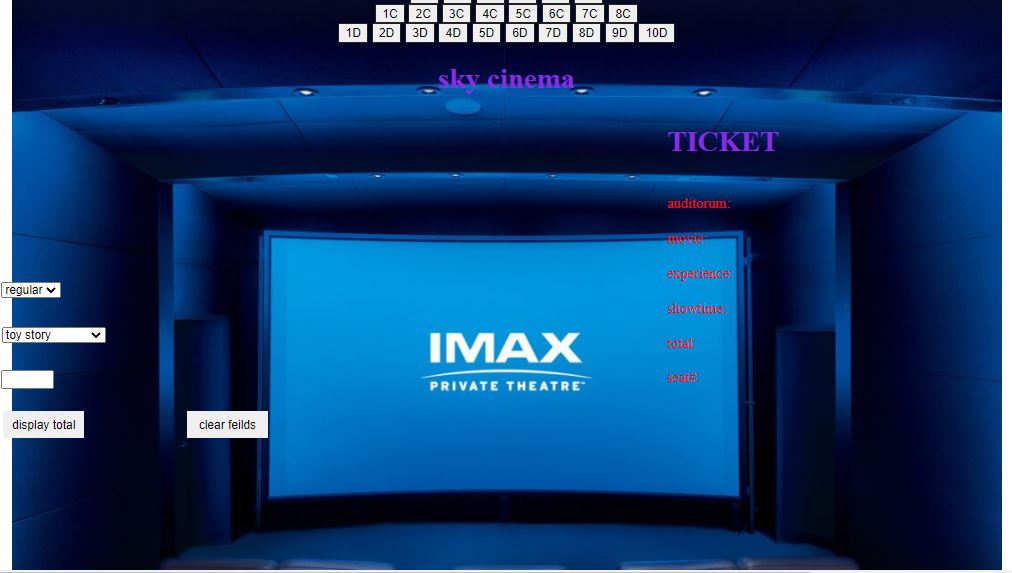 1C 2C 3C 4C 5C 6C 7C 8C
1D 2D 3D 4D 5D 6D 7D 8D 9D 10D
sky cinema
TICKET
auditorum:
movie:
experience:
regular
showtime:
toy story
total:
IMAX
PRIVATE THEATRE™
seat#:
display total
clear feilds